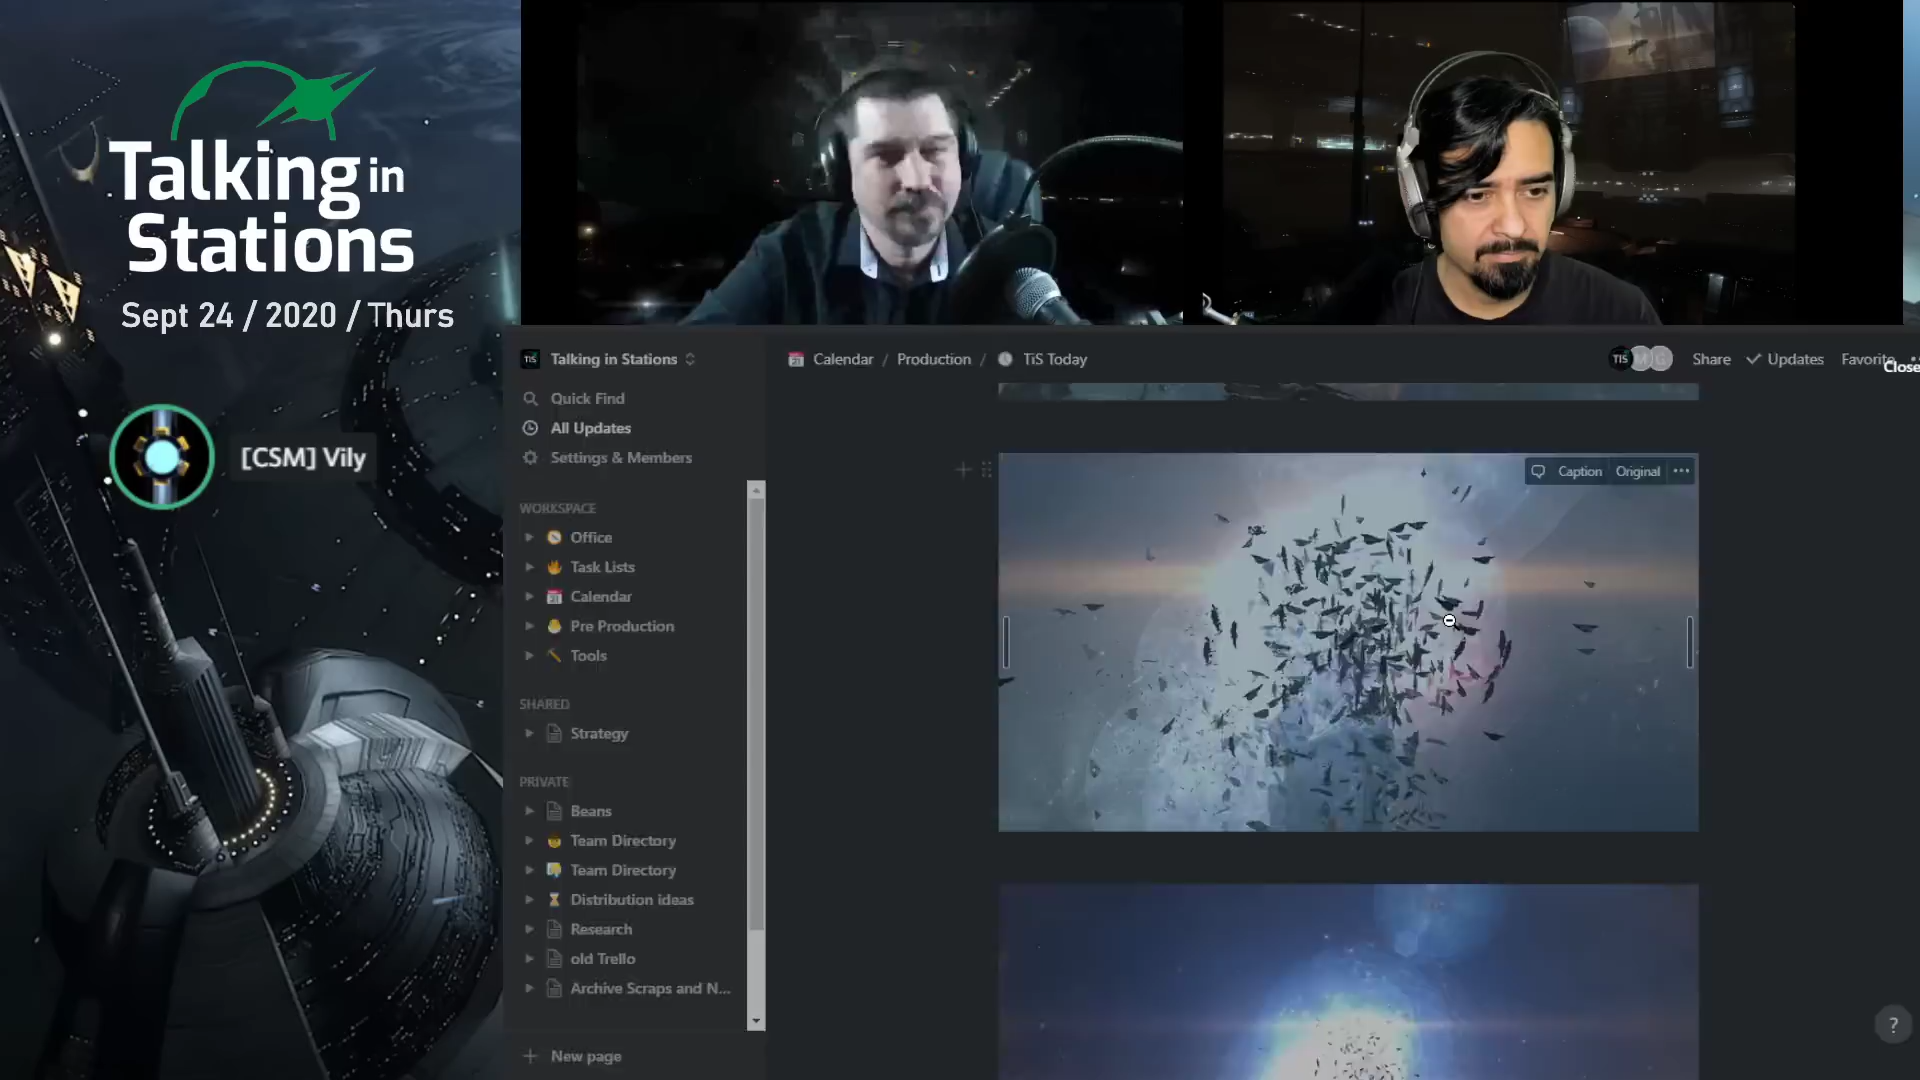 Talking in
Stations
Sept 24 / 2020 / Thurs
[CSM] Vily
TIS Talking in Stations
Quick Find
All Updates
Settings & Members
WORKSPACE
Office
Task Lists
Calendar
Pre Production
Tools
SHARED
Strategy
PRIVATE
Beans
Team Directory
Team Directory
Distribution ideas
Research
old Trello
Archive Scraps and N...
New page
Calendar / Production / TiS Today
TIS M G Share Updates Favorite
Close
Caption Original
?